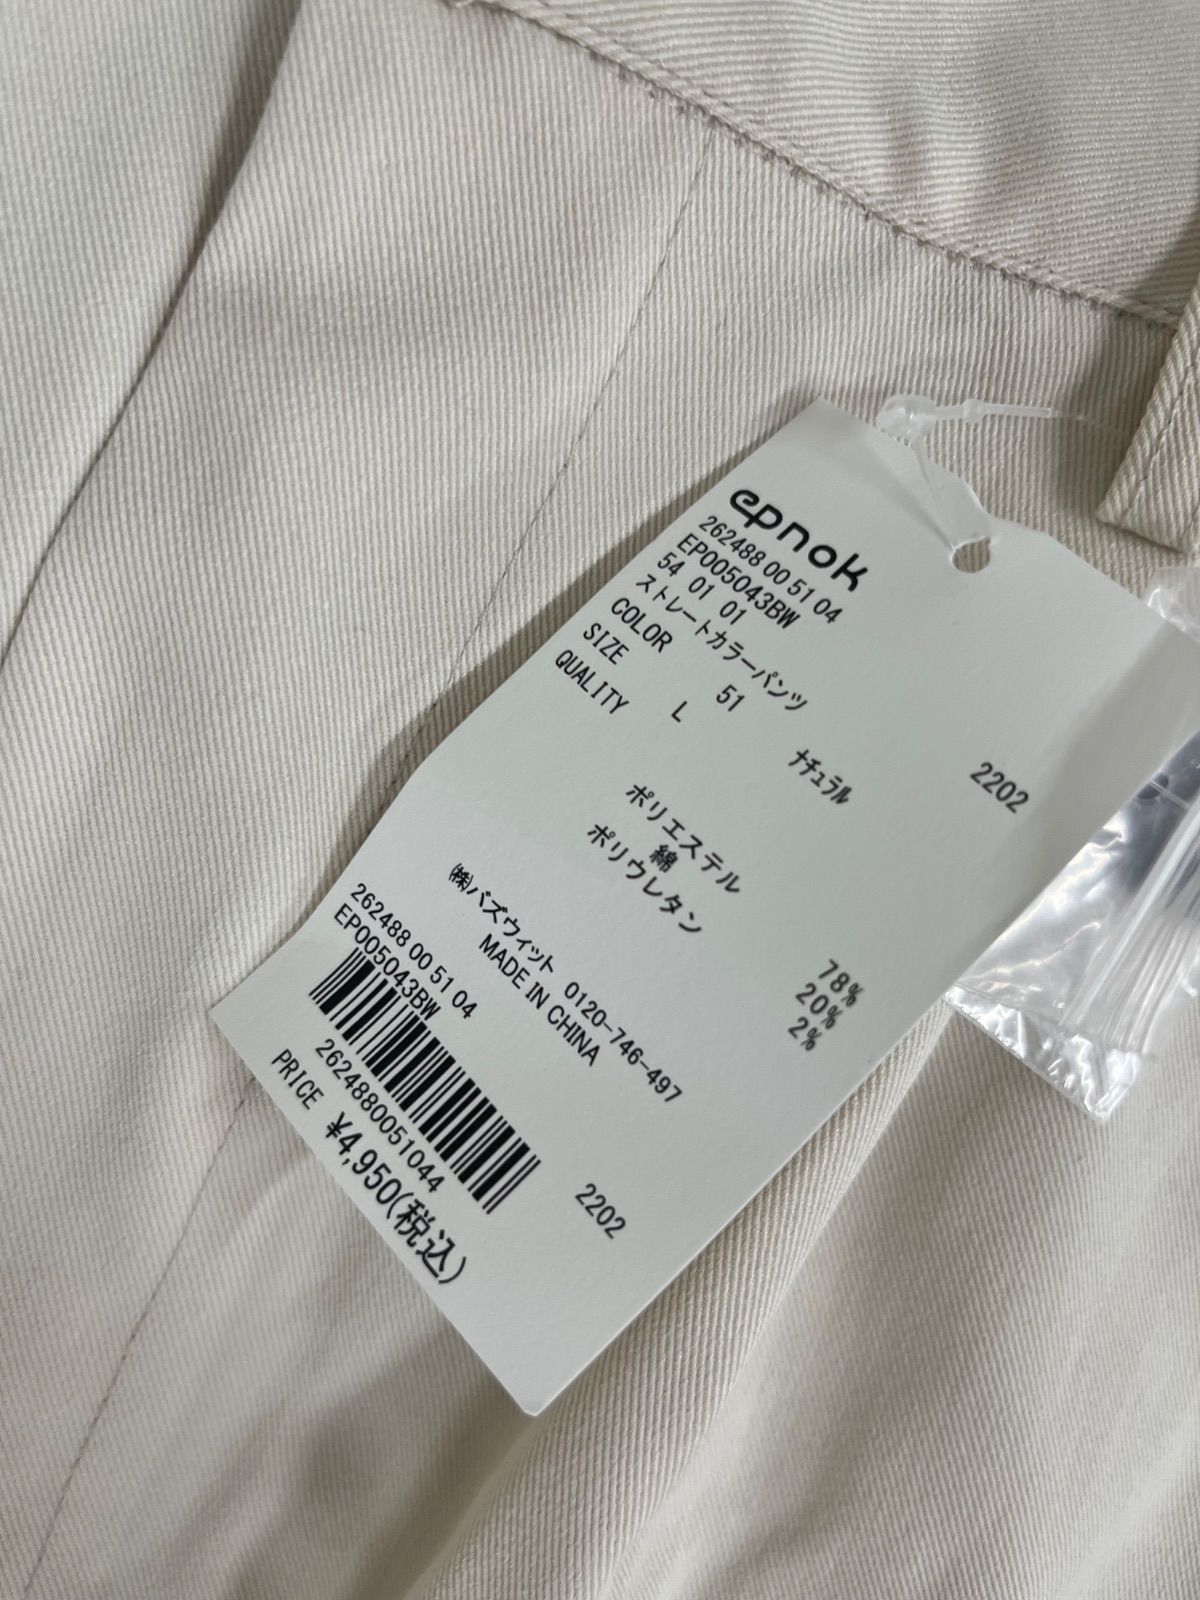 epnok
262488 00 51 04
EP005043BW
54 01 01
ストレートカラーパンツ
COLOR 51 ナチュラル 2202
SIZE L
QUALITY
ポリエステル 78%
綿 20%
ポリウレタン 2%
㈱バズウィット 0120-746-497
MADE IN CHINA
262488 00 51 04
EP005043BW
2624880051044 2202
PRICE ¥4,950(税込)